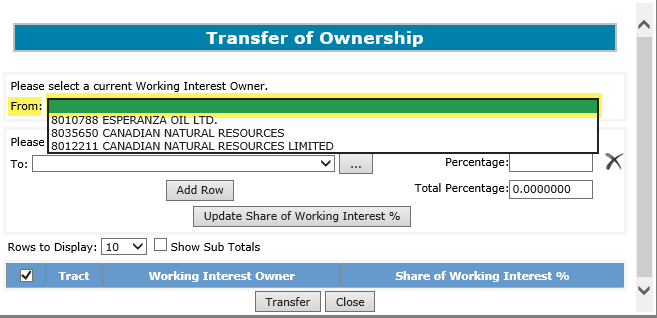 Transfer of Ownership
Please select a current Working Interest Owner.
From:
8010788 ESPERANZA OIL LTD.
8035650 CANADIAN NATURAL RESOURCES
8012211 CANADIAN NATURAL RESOURCES LIMITED
Please
To: ... Percentage:
Add Row Total Percentage: 0.0000000
Update Share of Working Interest %
Rows to Display: 10 Show Sub Totals
Tract Working Interest Owner Share of Working Interest %
Transfer Close